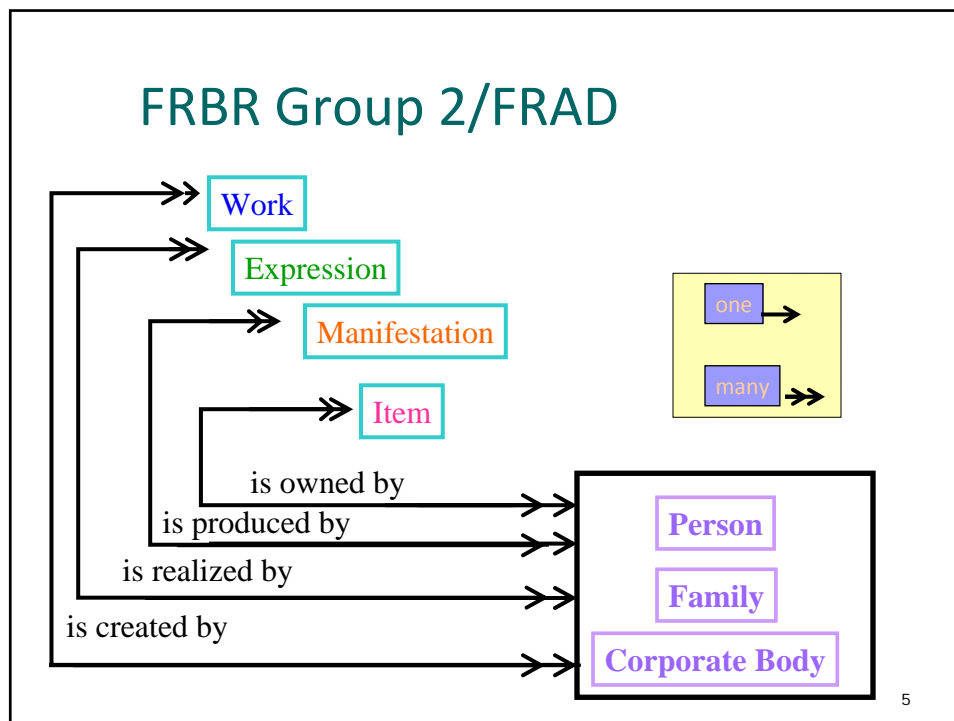 FRBR Group 2/FRAD
Work
Expression
Manifestation
Item
one
many
is owned by
is produced by
is realized by
is created by
Person
Family
Corporate Body
5